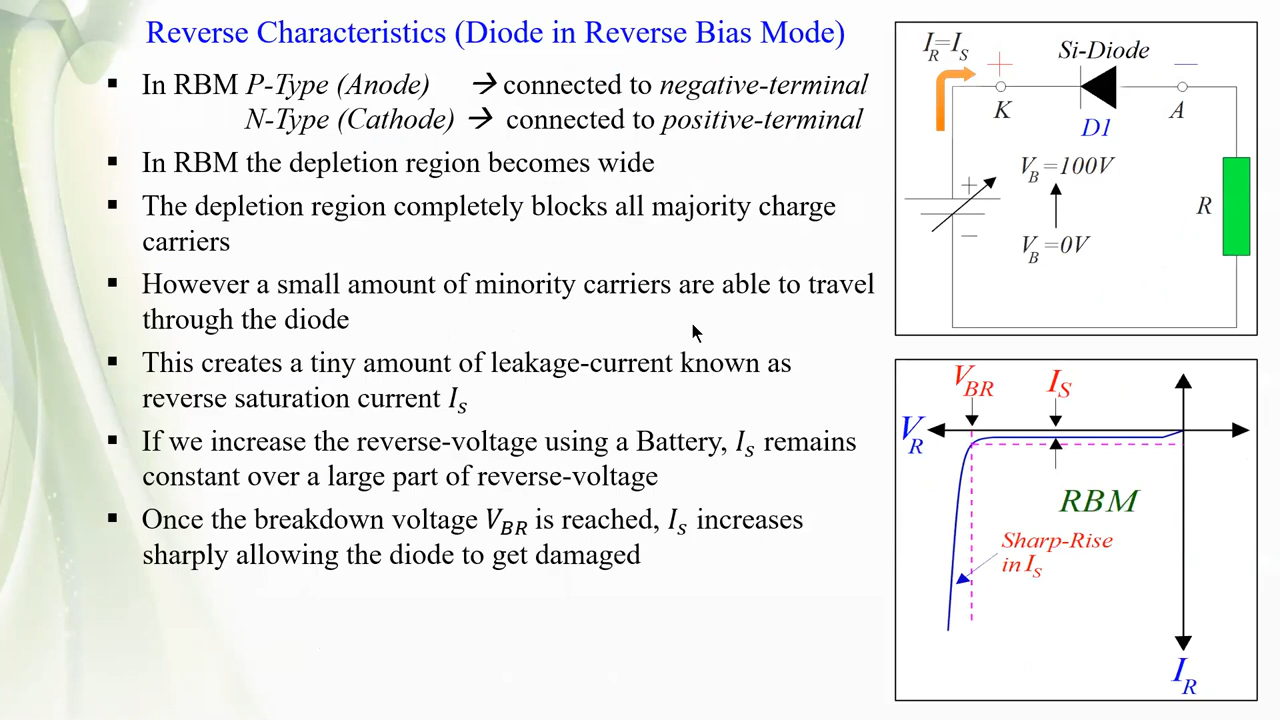 Reverse Characteristics (Diode in Reverse Bias Mode)
▪ In RBM P-Type (Anode) → connected to negative-terminal
N-Type (Cathode) → connected to positive-terminal
▪ In RBM the depletion region becomes wide
▪ The depletion region completely blocks all majority charge
carriers
▪ However a small amount of minority carriers are able to travel
through the diode
▪ This creates a tiny amount of leakage-current known as
reverse saturation current Is
▪ If we increase the reverse-voltage using a Battery, Is remains
constant over a large part of reverse-voltage
▪ Once the breakdown voltage VBR is reached, Is increases
sharply allowing the diode to get damaged
IR=IS
Si-Diode
+
−
K
A
D1
VB=100V
+
R
−
VB=0V
VBR
IS
VR
RBM
Sharp-Rise
in IS
IR